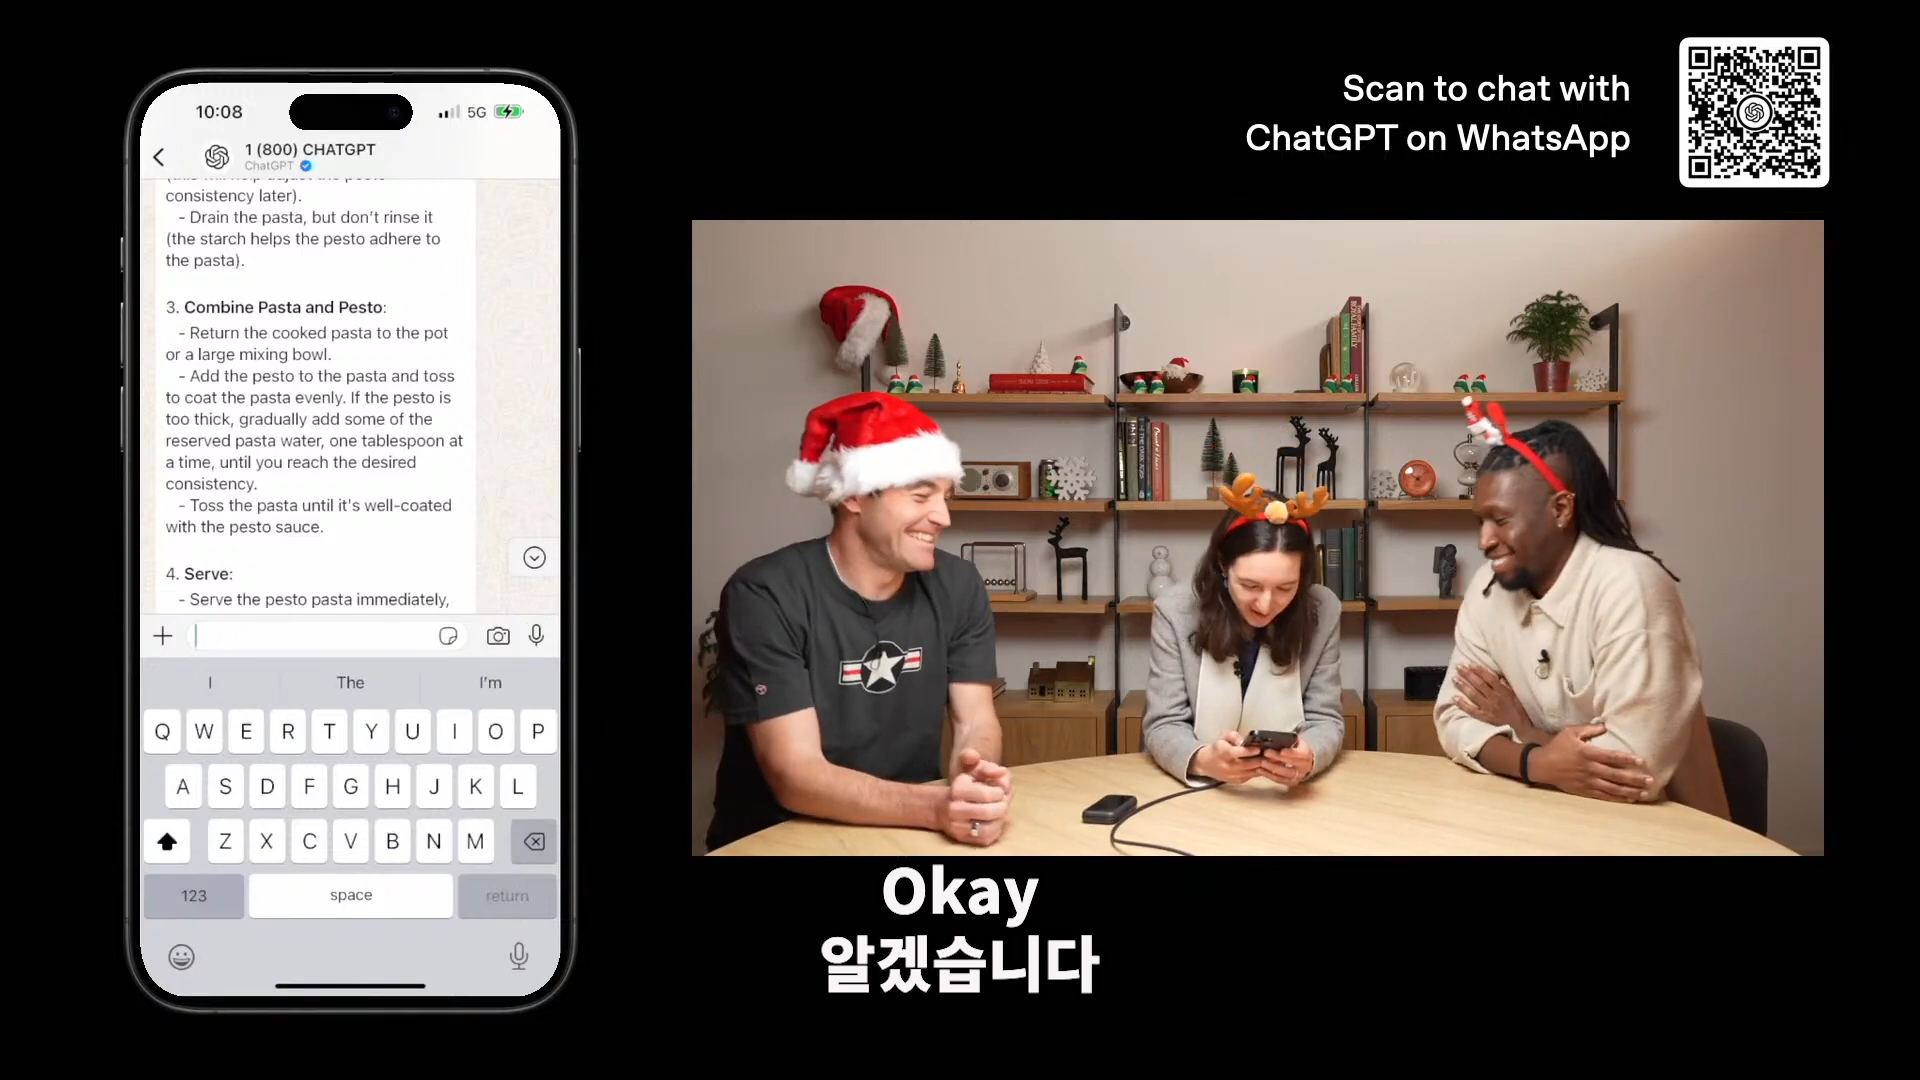 10:08
5G
1 (800) CHATGPT
ChatGPT
consistency later).
- Drain the pasta, but don't rinse it
(the starch helps the pesto adhere to
the pasta).
3. Combine Pasta and Pesto:
- Return the cooked pasta to the pot
or a large mixing bowl.
- Add the pesto to the pasta and toss
to coat the pasta evenly. If the pesto is
too thick, gradually add some of the
reserved pasta water, one tablespoon at
a time, until you reach the desired
consistency.
- Toss the pasta until it's well-coated
with the pesto sauce.
4. Serve:
- Serve the pesto pasta immediately,
I The I'm
Q W E R T Y U I O P
A S D F G H J K L
Z X C V B N M
123 space return
Scan to chat with
ChatGPT on WhatsApp
Okay
알겠습니다